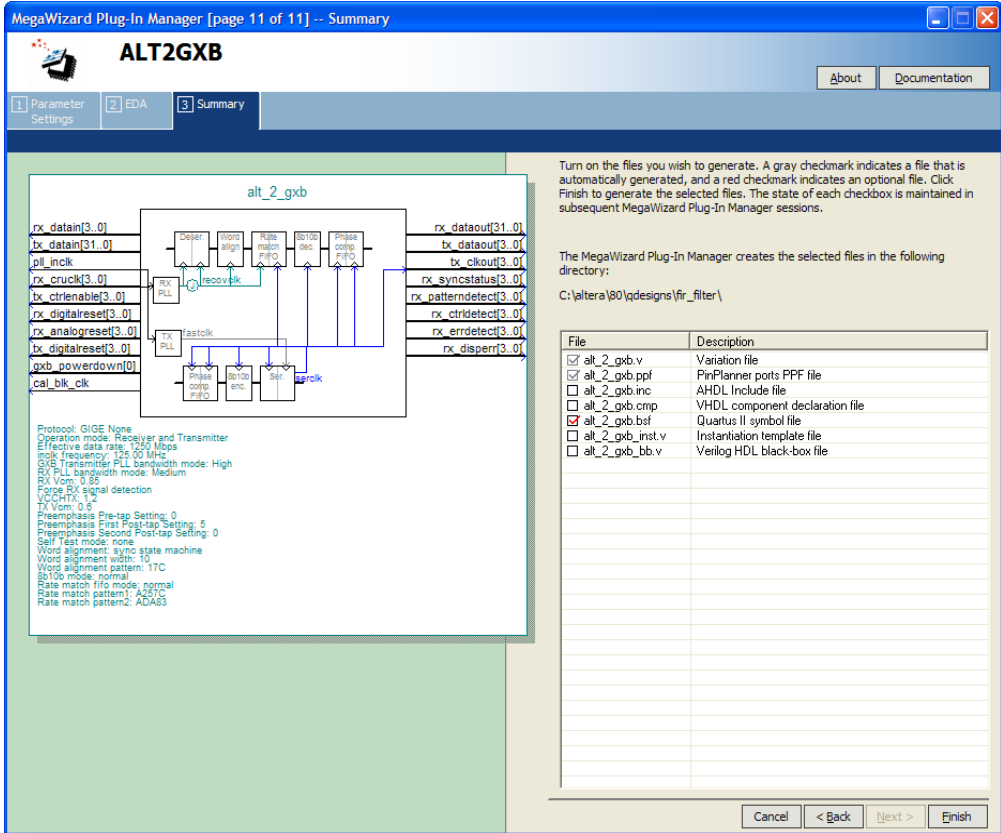 MegaWizard Plug-In Manager [page 11 of 11] -- Summary
ALT2GXB
About
Documentation
1 Parameter Settings
2 EDA
3 Summary
Turn on the files you wish to generate. A gray checkmark indicates a file that is
automatically generated, and a red checkmark indicates an optional file. Click
Finish to generate the selected files. The state of each checkbox is maintained in
subsequent MegaWizard Plug-In Manager sessions.
The MegaWizard Plug-In Manager creates the selected files in the following
directory:
C:\altera\80\qdesigns\fir_filter\
File Description
alt_2_gxb.v Variation file
alt_2_gxb.ppf PinPlanner ports PPF file
alt_2_gxb.inc AHDL Include file
alt_2_gxb.cmp VHDL component declaration file
alt_2_gxb.bsf Quartus II symbol file
alt_2_gxb_inst.v Instantiation template file
alt_2_gxb_bb.v Verilog HDL black-box file
alt_2_gxb
rx_datain[3..0]
tx_datain[31..0]
pll_inclk
rx_cruclk[3..0]
tx_ctrlenable[3..0]
rx_digitalreset[3..0]
rx_analogreset[3..0]
tx_digitalreset[3..0]
gxb_powerdown[0]
cal_blk_clk
Deser.
Word
align
Rate
match
FIFO
8b10b
dec.
Phase
comp.
FIFO
RX
PLL
recovclk
TX
PLL
fastclk
Phase
comp.
FIFO
8b10b
enc.
Ser.
serclk
rx_dataout[31..0]
tx_dataout[3..0]
tx_clkout[3..0]
rx_syncstatus[3..0]
rx_patterndetect[3..0]
rx_ctrldetect[3..0]
rx_errdetect[3..0]
rx_disperr[3..0]
Protocol: GIGE None
Operation mode: Receiver and Transmitter
Effective data rate: 1250 Mbps
inclk frequency: 125.00 MHz
GXB Transmitter PLL bandwidth mode: High
RX PLL bandwidth mode: Medium
RX Vcm: 0.85
Force RX signal detection
VCCHTX: 1.2
TX Vcm: 0.6
Preemphasis Pre-tap Setting: 0
Preemphasis First Post-tap Setting: 5
Preemphasis Second Post-tap Setting: 0
Self Test mode: none
Word alignment: sync state machine
Word alignment width: 10
Word alignment pattern: 17C
8b10b mode: normal
Rate match fifo mode: normal
Rate match pattern1: A257C
Rate match pattern2: ADA83
Cancel
< Back
Next >
Finish